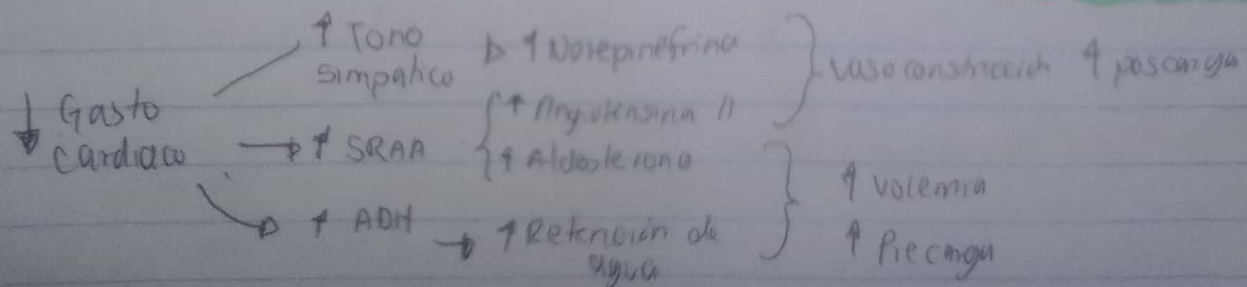 ↓ Gasto cardiaco
↑ Tono simpatico → ↑ Norepinefrina
→ ↑ SRAA { ↑ Angiotensina II
↑ Aldosterona
} vasoconstricción ↑ poscarga
→ ↑ ADH → ↑ Retención de agua
} ↑ Volemia
↑ Precarga